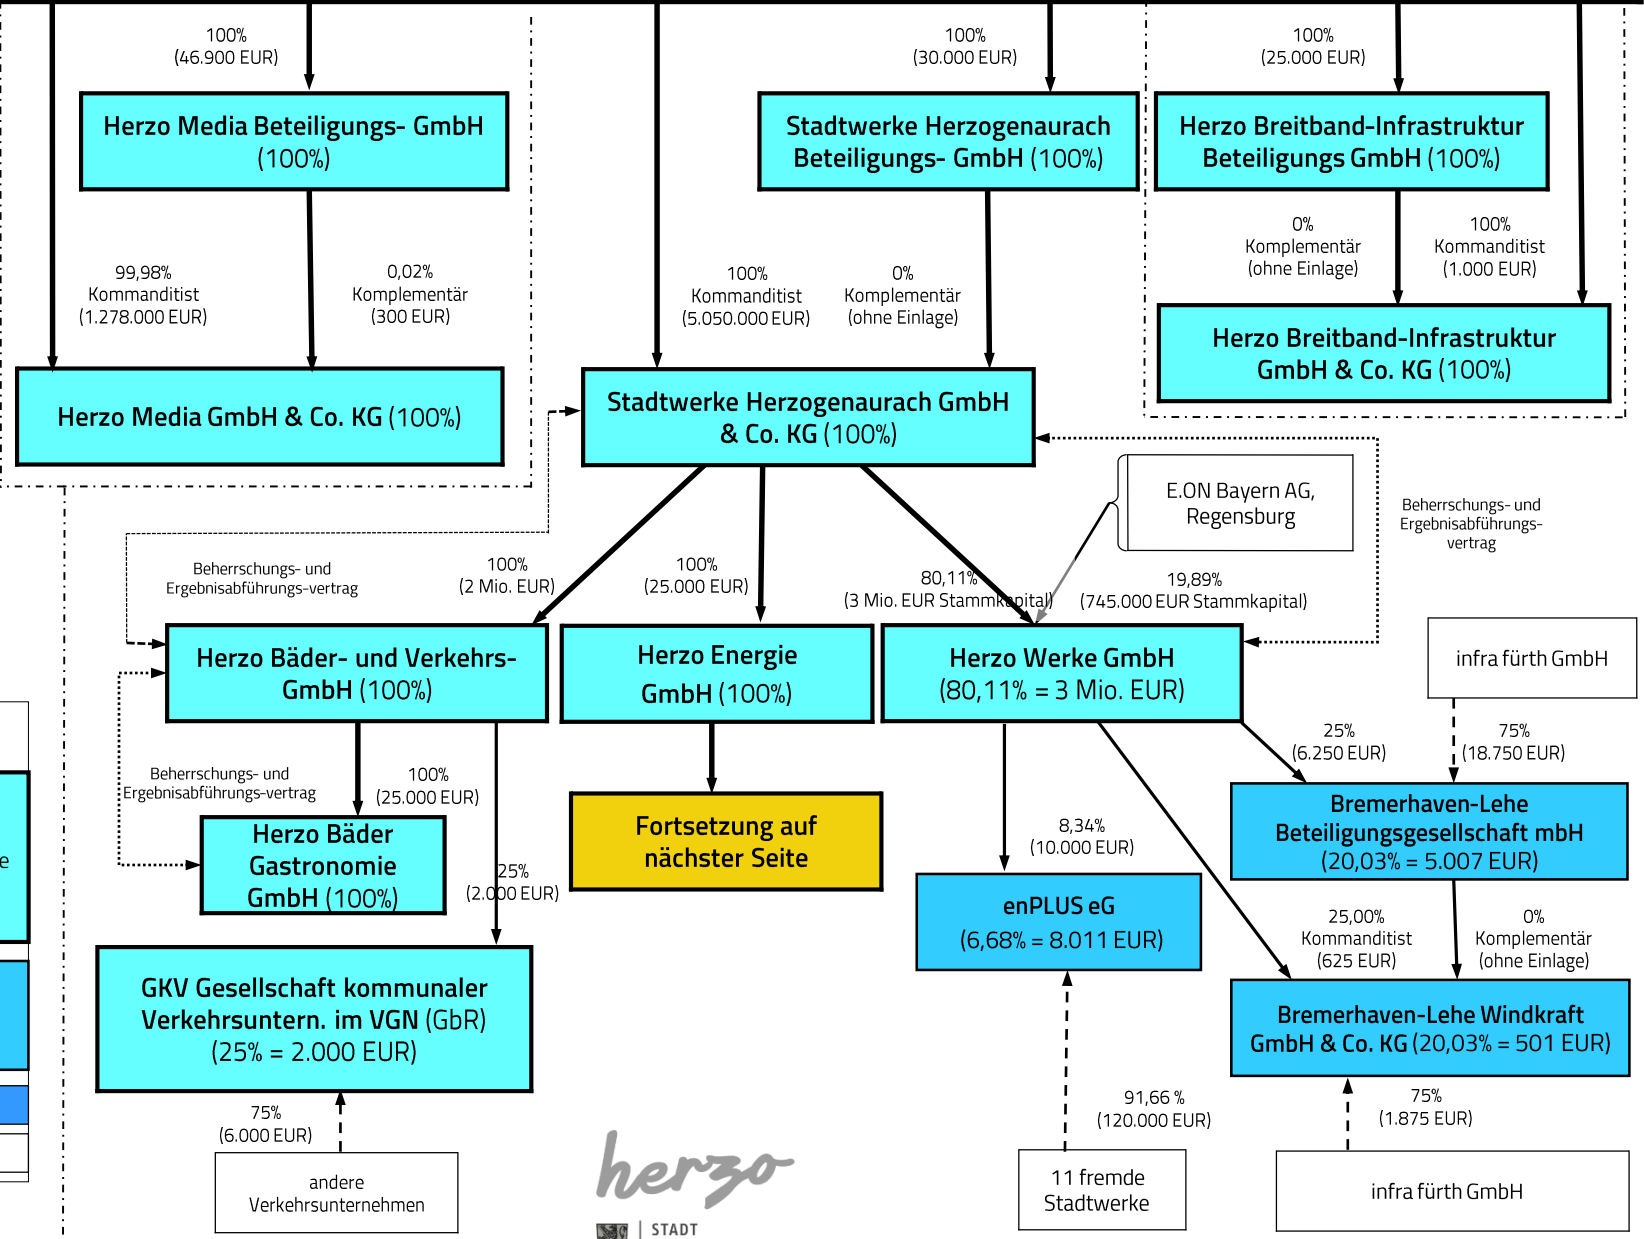 100%
(46.900 EUR)
100%
(30.000 EUR)
100%
(25.000 EUR)
Herzo Media Beteiligungs- GmbH
(100%)
Stadtwerke Herzogenaurach
Beteiligungs- GmbH (100%)
Herzo Breitband-Infrastruktur
Beteiligungs GmbH (100%)
99,98%
Kommanditist
(1.278.000 EUR)
0,02%
Komplementär
(300 EUR)
100%
Kommanditist
(5.050.000 EUR)
0%
Komplementär
(ohne Einlage)
0%
Komplementär
(ohne Einlage)
100%
Kommanditist
(1.000 EUR)
Herzo Breitband-Infrastruktur
GmbH & Co. KG (100%)
Herzo Media GmbH & Co. KG (100%)
Stadtwerke Herzogenaurach GmbH
& Co. KG (100%)
E.ON Bayern AG,
Regensburg
Beherrschungs- und
Ergebnisabführungs-
vertrag
Beherrschungs- und
Ergebnisabführungs-vertrag
100%
(2 Mio. EUR)
100%
(25.000 EUR)
80,11%
(3 Mio. EUR Stammkapital)
19,89%
(745.000 EUR Stammkapital)
Herzo Bäder- und Verkehrs-
GmbH (100%)
Herzo Energie
GmbH (100%)
Herzo Werke GmbH
(80,11% = 3 Mio. EUR)
infra fürth GmbH
25%
(6.250 EUR)
75%
(18.750 EUR)
Beherrschungs- und
Ergebnisabführungs-vertrag
100%
(25.000 EUR)
Herzo Bäder
Gastronomie
GmbH (100%)
25%
(2.000 EUR)
Fortsetzung auf
nächster Seite
8,34%
(10.000 EUR)
Bremerhaven-Lehe
Beteiligungsgesellschaft mbH
(20,03% = 5.007 EUR)
e
enPLUS eG
(6,68% = 8.011 EUR)
25,00%
Kommanditist
(625 EUR)
0%
Komplementär
(ohne Einlage)
GKV Gesellschaft kommunaler
Verkehrsuntern. im VGN (GbR)
(25% = 2.000 EUR)
Bremerhaven-Lehe Windkraft
GmbH & Co. KG (20,03% = 501 EUR)
75%
(6.000 EUR)
91,66 %
(120.000 EUR)
75%
(1.875 EUR)
andere
Verkehrsunternehmen
herzo
STADT
11 fremde
Stadtwerke
infra fürth GmbH